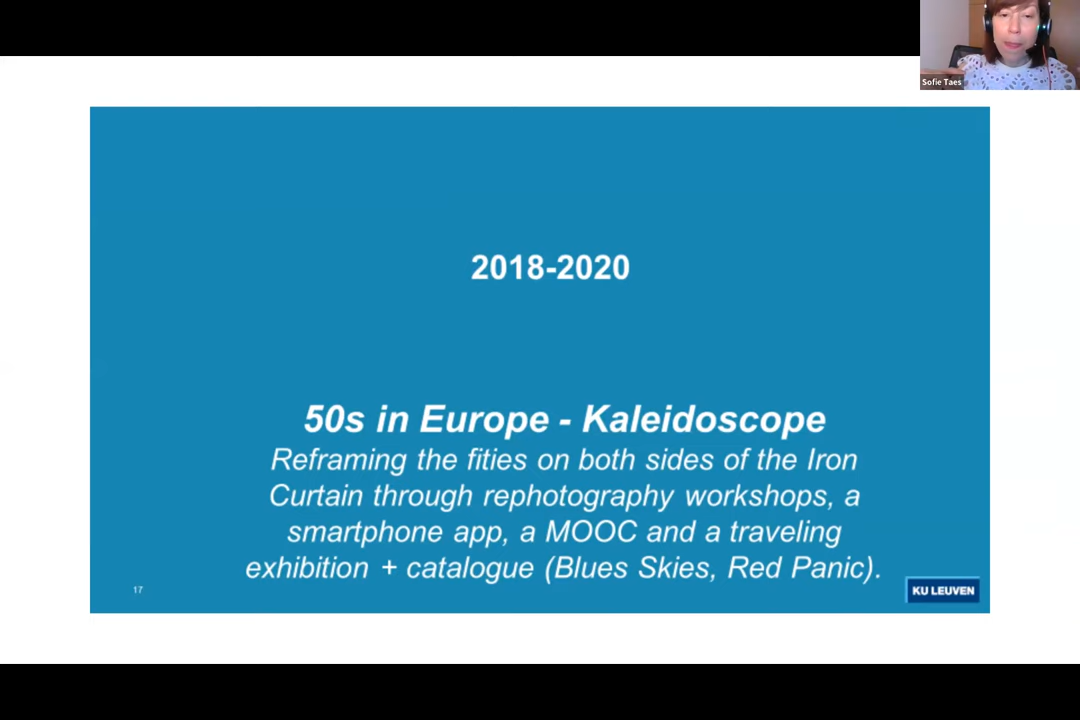 Sofie Taes
2018-2020
50s in Europe - Kaleidoscope
Reframing the fities on both sides of the Iron
Curtain through rephotography workshops, a
smartphone app, a MOOC and a traveling
exhibition + catalogue (Blues Skies, Red Panic).
17
KU LEUVEN